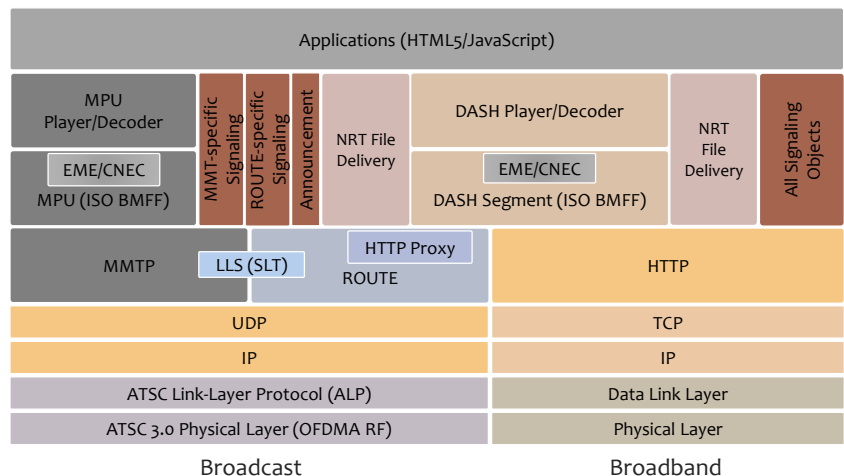 Applications (HTML5/JavaScript)
MPU
Player/Decoder
MMT-specific
Signaling
ROUTE-specific
Signaling
Announcement
NRT File
Delivery
DASH Player/Decoder
NRT
File
Delivery
All Signaling
Objects
EME/CNEC
MPU (ISO BMFF)
EME/CNEC
DASH Segment (ISO BMFF)
MMTP
LLS (SLT)
HTTP Proxy
ROUTE
HTTP
UDP
TCP
IP
IP
ATSC Link-Layer Protocol (ALP)
Data Link Layer
ATSC 3.0 Physical Layer (OFDMA RF)
Physical Layer
Broadcast
Broadband